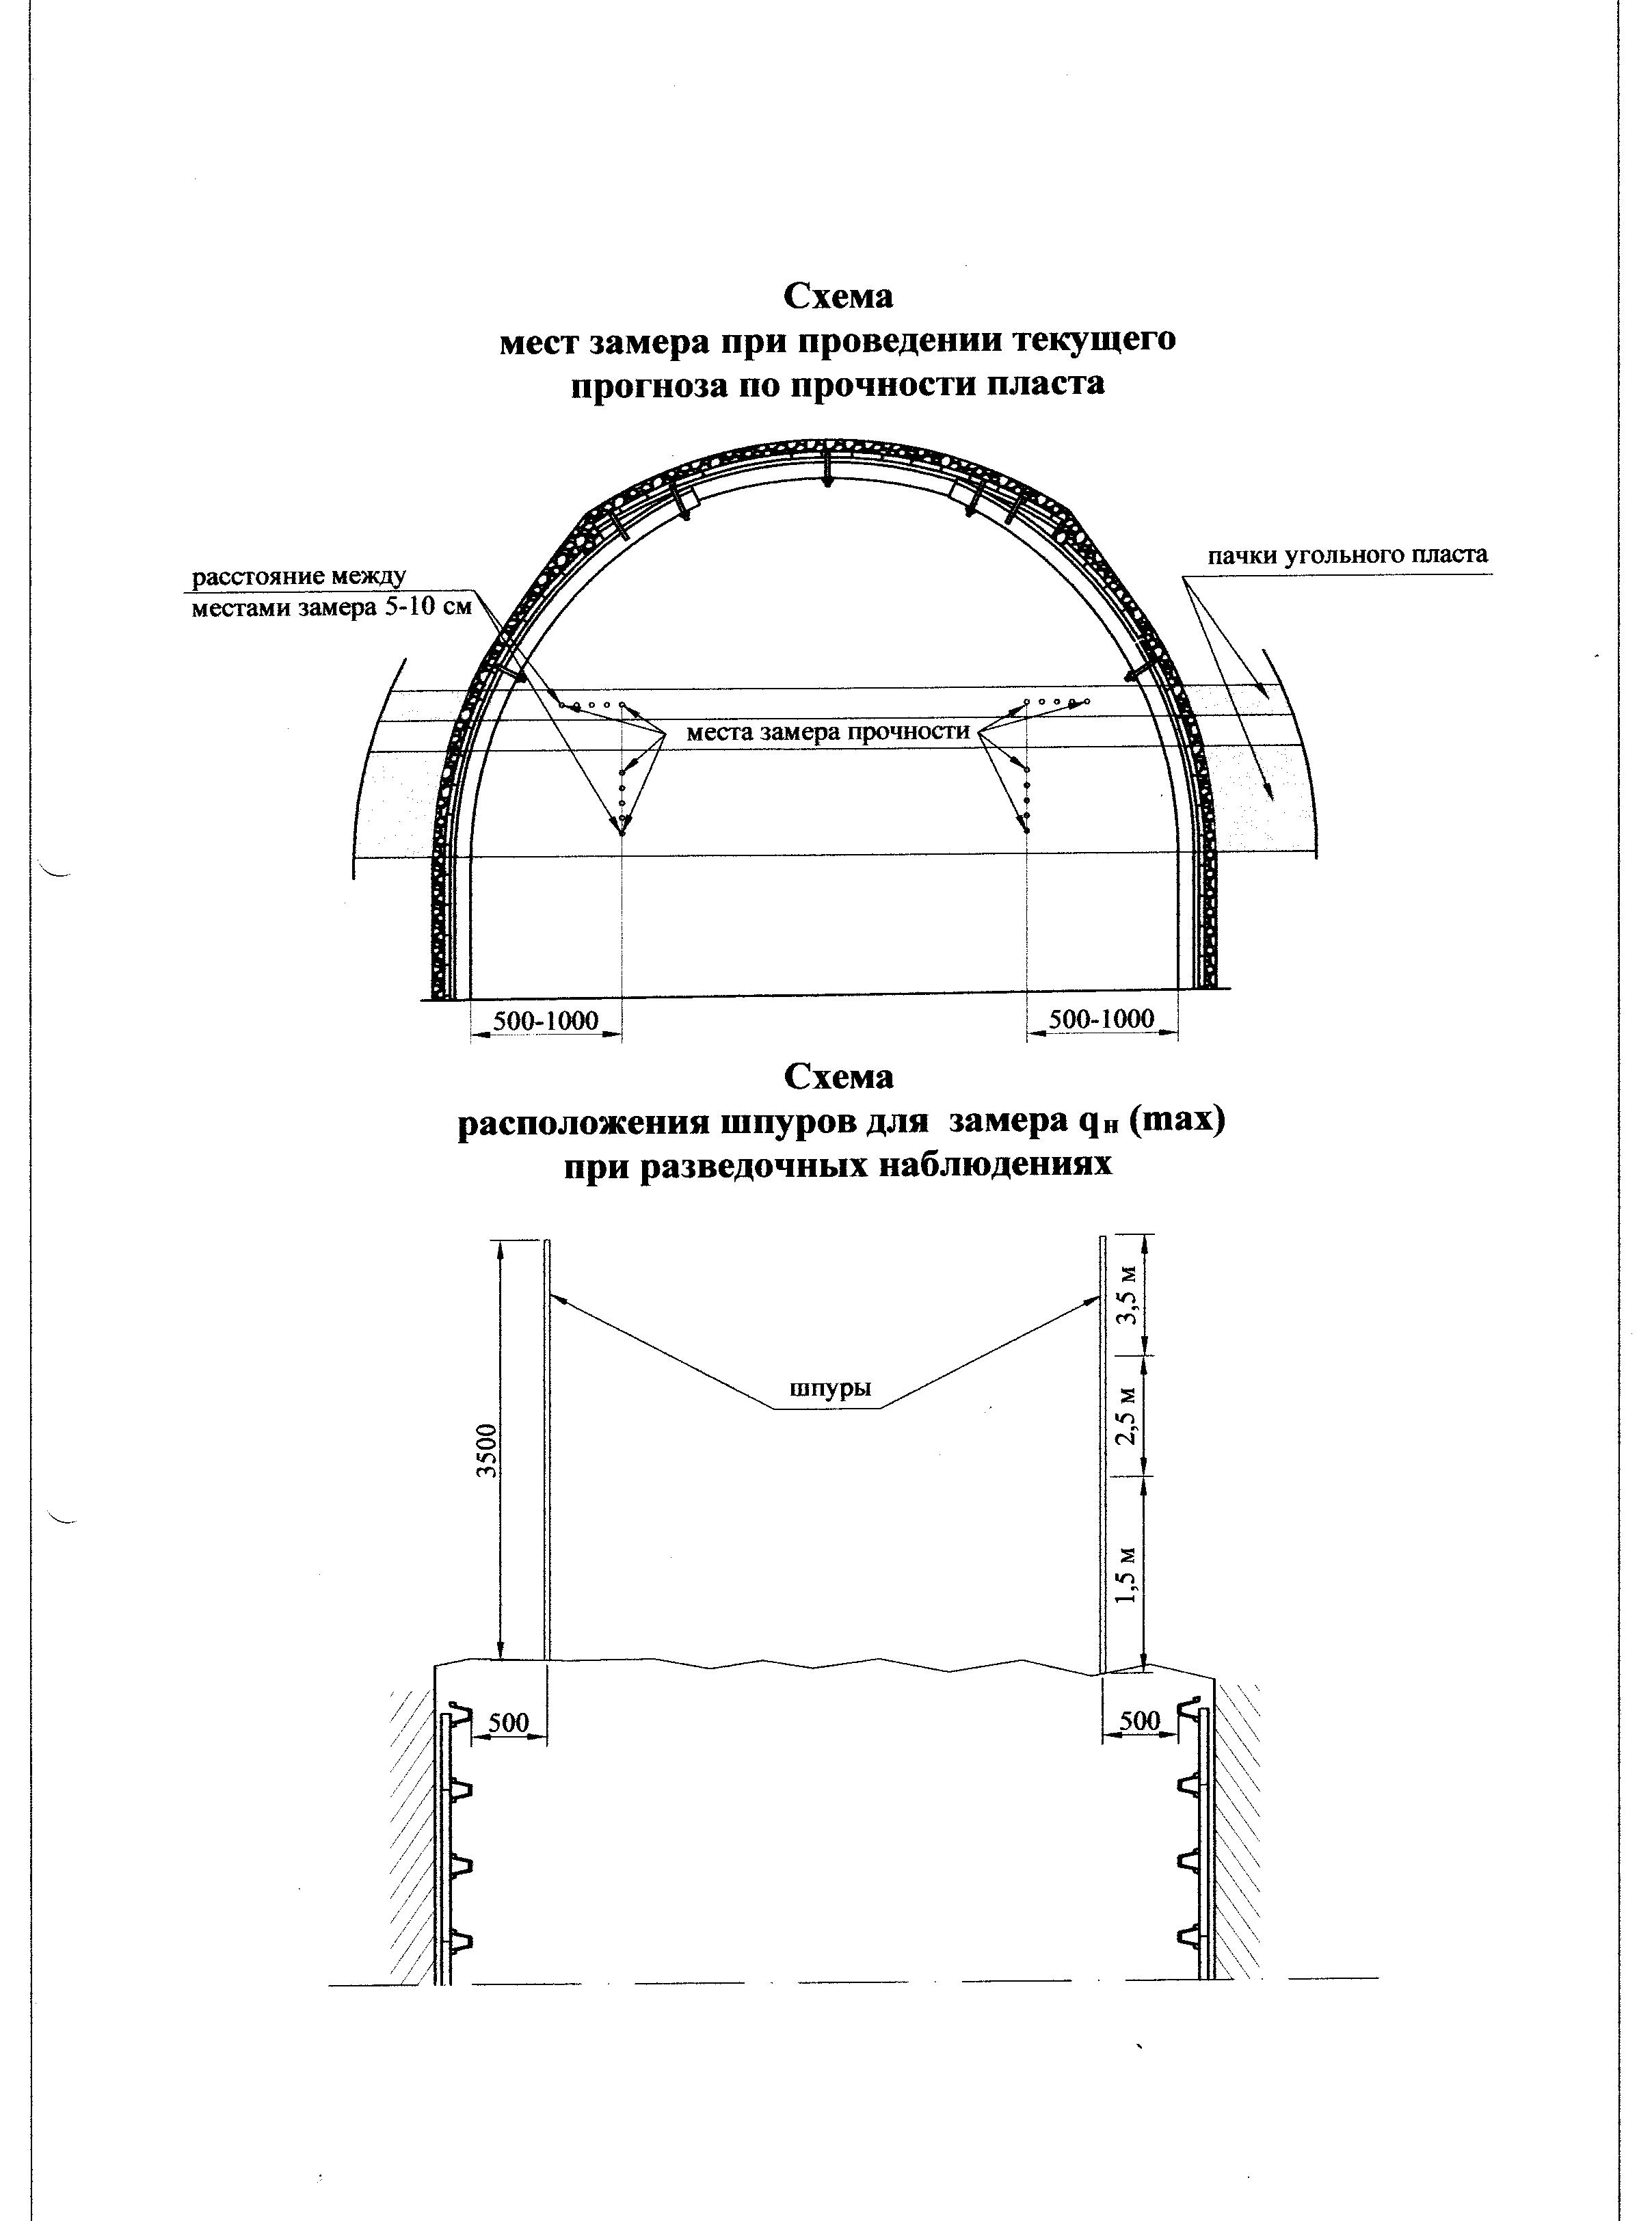 Схема
мест замера при проведении текущего
прогноза по прочности пласта
пачки угольного пласта
расстояние между
местами замера 5-10 см
места замера прочности
500-1000
500-1000
Схема
расположения шпуров для замера qн (max)
при разведочных наблюдениях
3,5 м
шпуры
2,5 м
3500
1,5 м
500
500